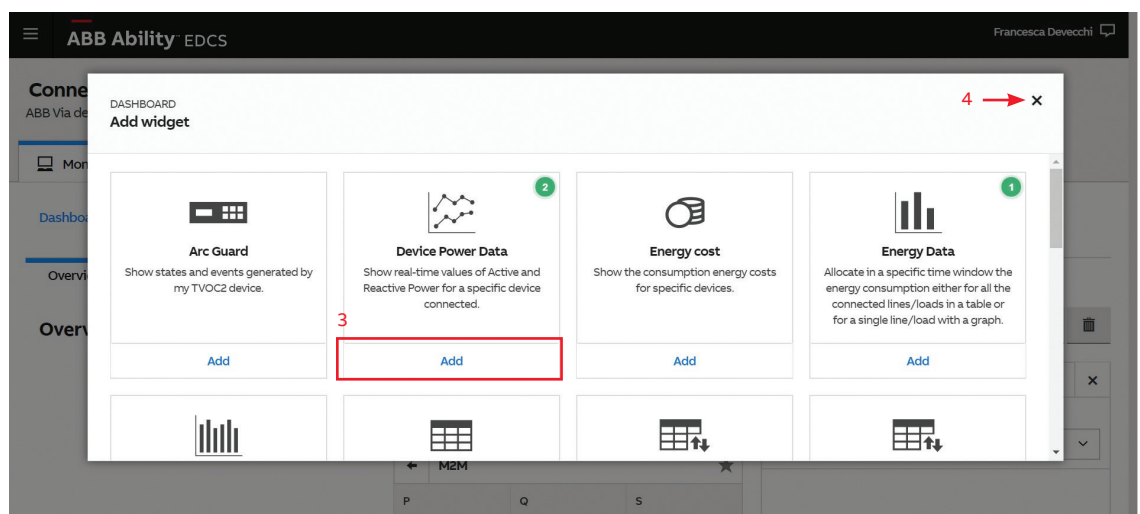 ABB Ability™ EDCS
Francesca Devecchi
Conne
ABB Via de
Mon
Dashboa
Overvi
Overv
DASHBOARD
Add widget
4
Arc Guard
Show states and events generated by
my TVOC2 device.
Add
2
Device Power Data
Show real-time values of Active and
Reactive Power for a specific device
connected.
3
Add
Energy cost
Show the consumption energy costs
for specific devices.
Add
1
Energy Data
Allocate in a specific time window the
energy consumption either for all the
connected lines/loads in a table or
for a single line/load with a graph.
Add
M2M
P Q S